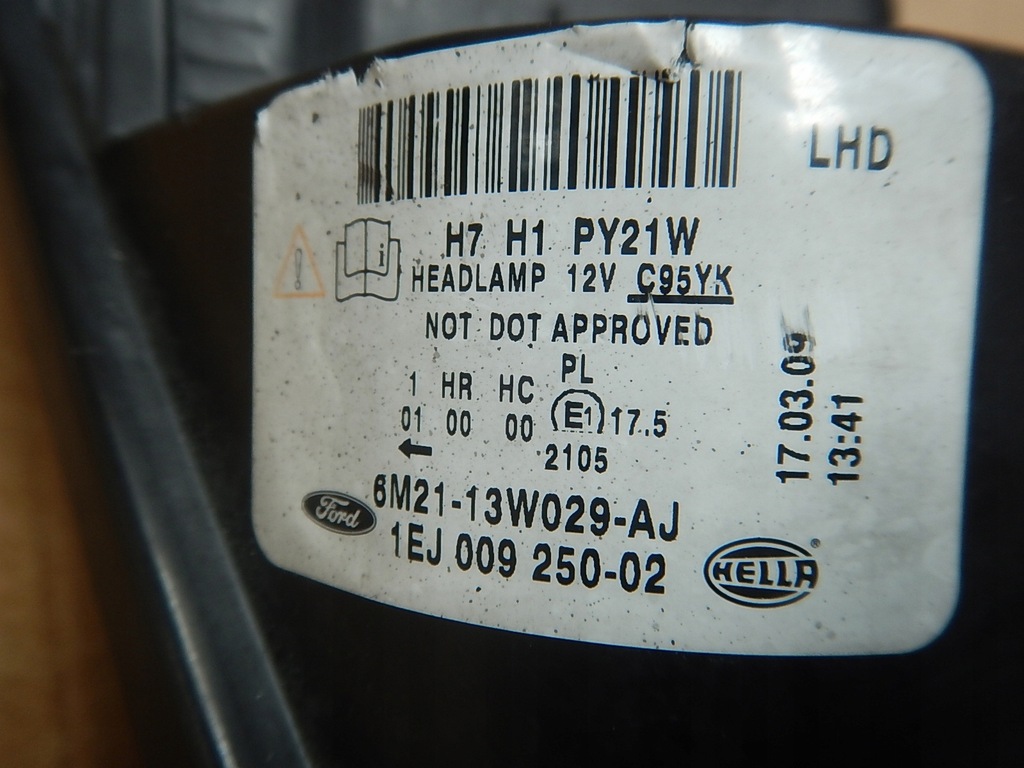 LHD
H7 H1 PY21W
HEADLAMP 12V C95YK
NOT DOT APPROVED
PL
1 HR HC
01 00 00 E1 17.5
2105
17.03.09
13:41
Ford
6M21-13W029-AJ
1EJ 009 250-02
HELLA®